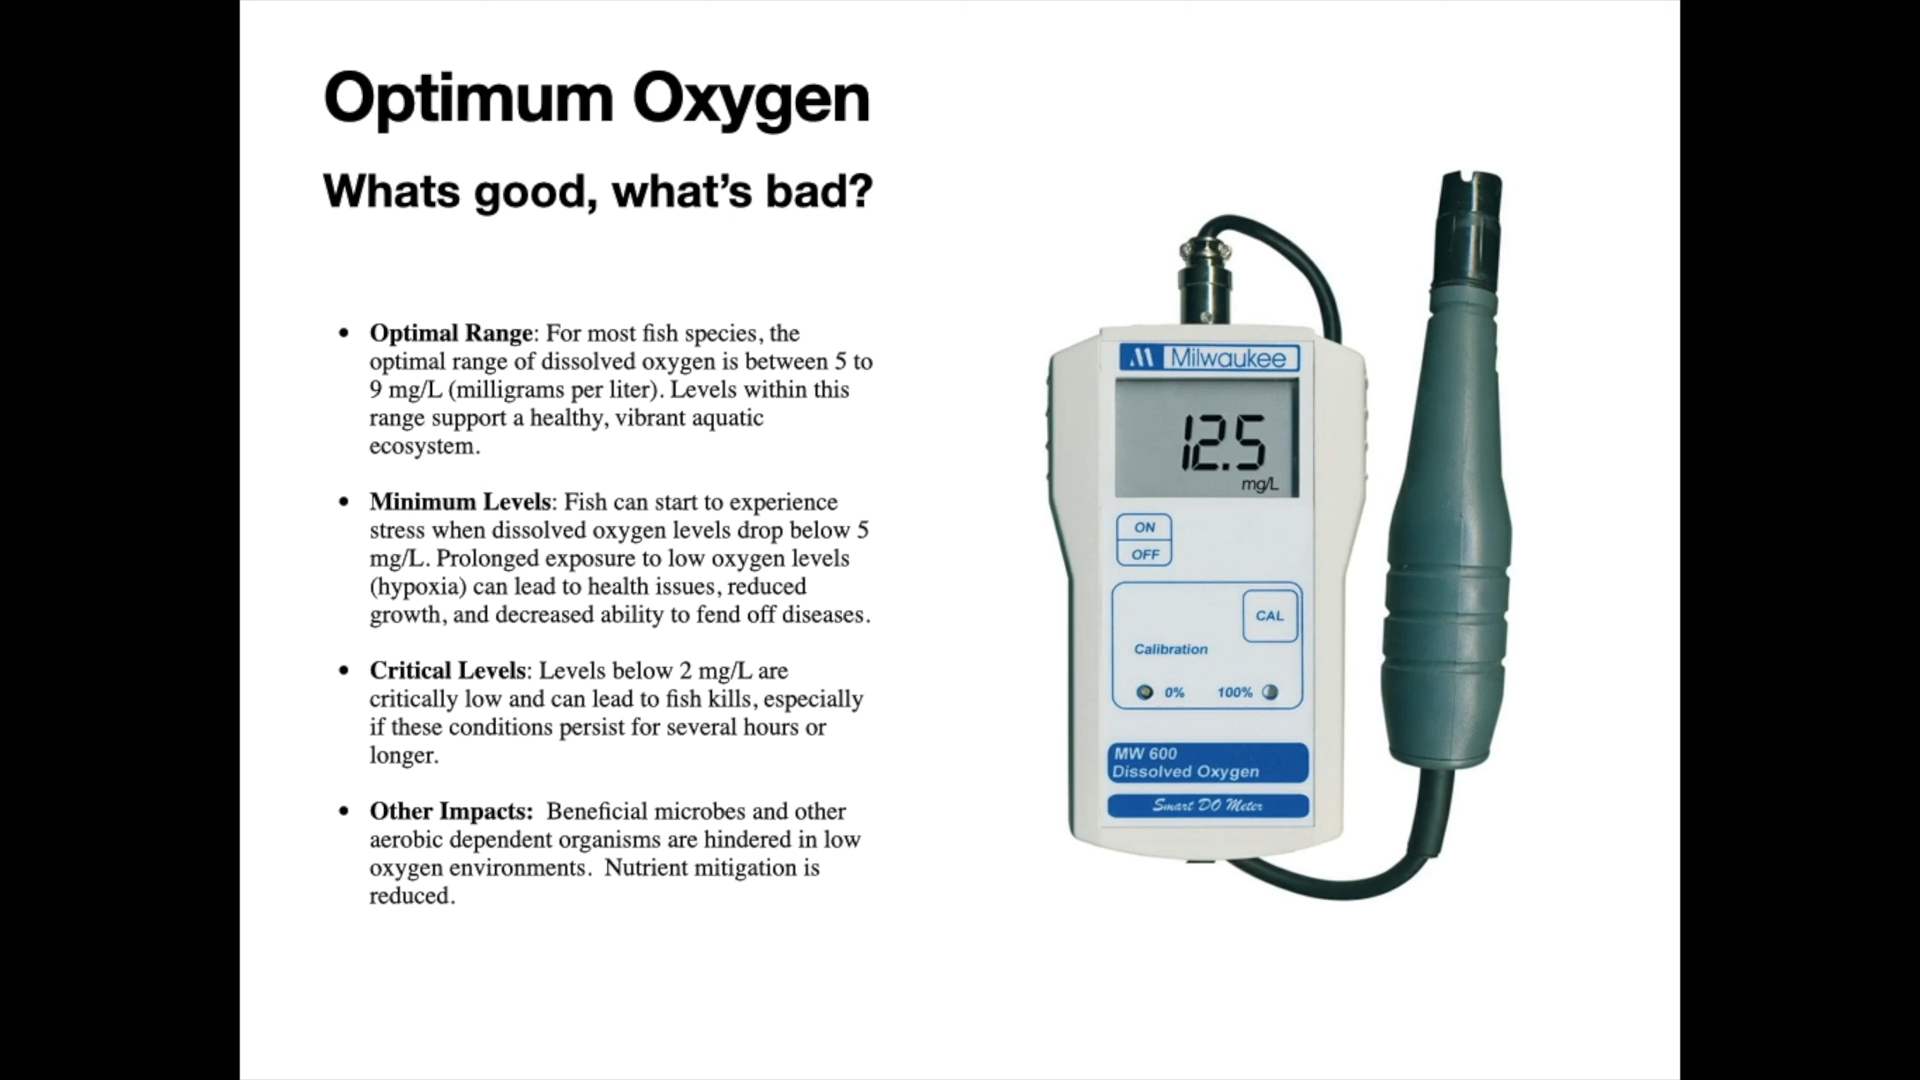 Optimum Oxygen
Whats good, what’s bad?
• Optimal Range: For most fish species, the
optimal range of dissolved oxygen is between 5 to
9 mg/L (milligrams per liter). Levels within this
range support a healthy, vibrant aquatic
ecosystem.
• Minimum Levels: Fish can start to experience
stress when dissolved oxygen levels drop below 5
mg/L. Prolonged exposure to low oxygen levels
(hypoxia) can lead to health issues, reduced
growth, and decreased ability to fend off diseases.
• Critical Levels: Levels below 2 mg/L are
critically low and can lead to fish kills, especially
if these conditions persist for several hours or
longer.
• Other Impacts:  Beneficial microbes and other
aerobic dependent organisms are hindered in low
oxygen environments.  Nutrient mitigation is
reduced.
Milwaukee
12.5
mg/L
ON
OFF
CAL
Calibration
0% 100%
MW 600
Dissolved Oxygen
Smart DO Meter